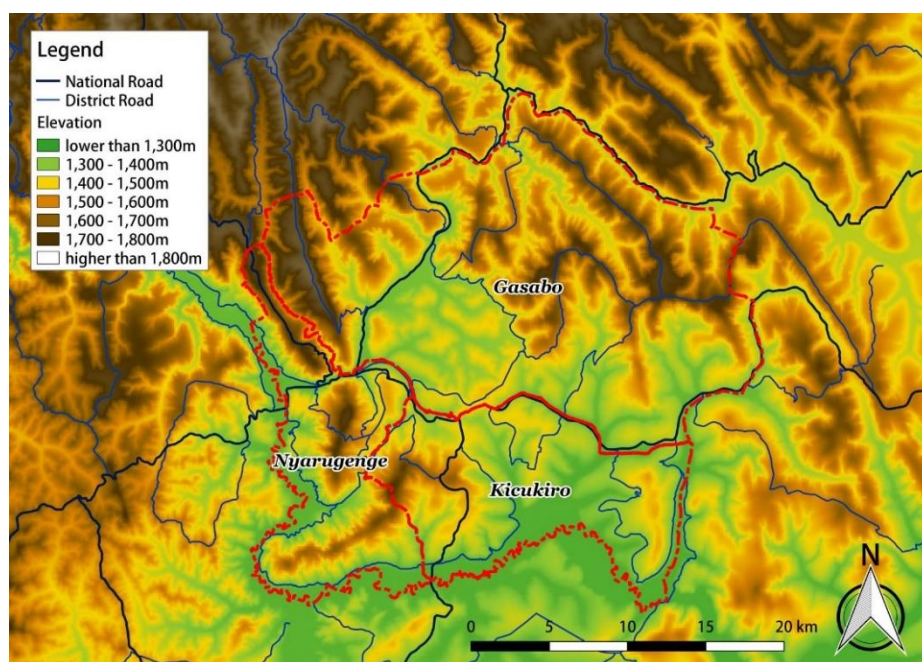 Legend
National Road
District Road
Elevation
lower than 1,300m
1,300 - 1,400m
1,400 - 1,500m
1,500 - 1,600m
1,600 - 1,700m
1,700 - 1,800m
higher than 1,800m
Gasabo
Nyarugenge
Kicukiro
N
0 5 10 15 20 km